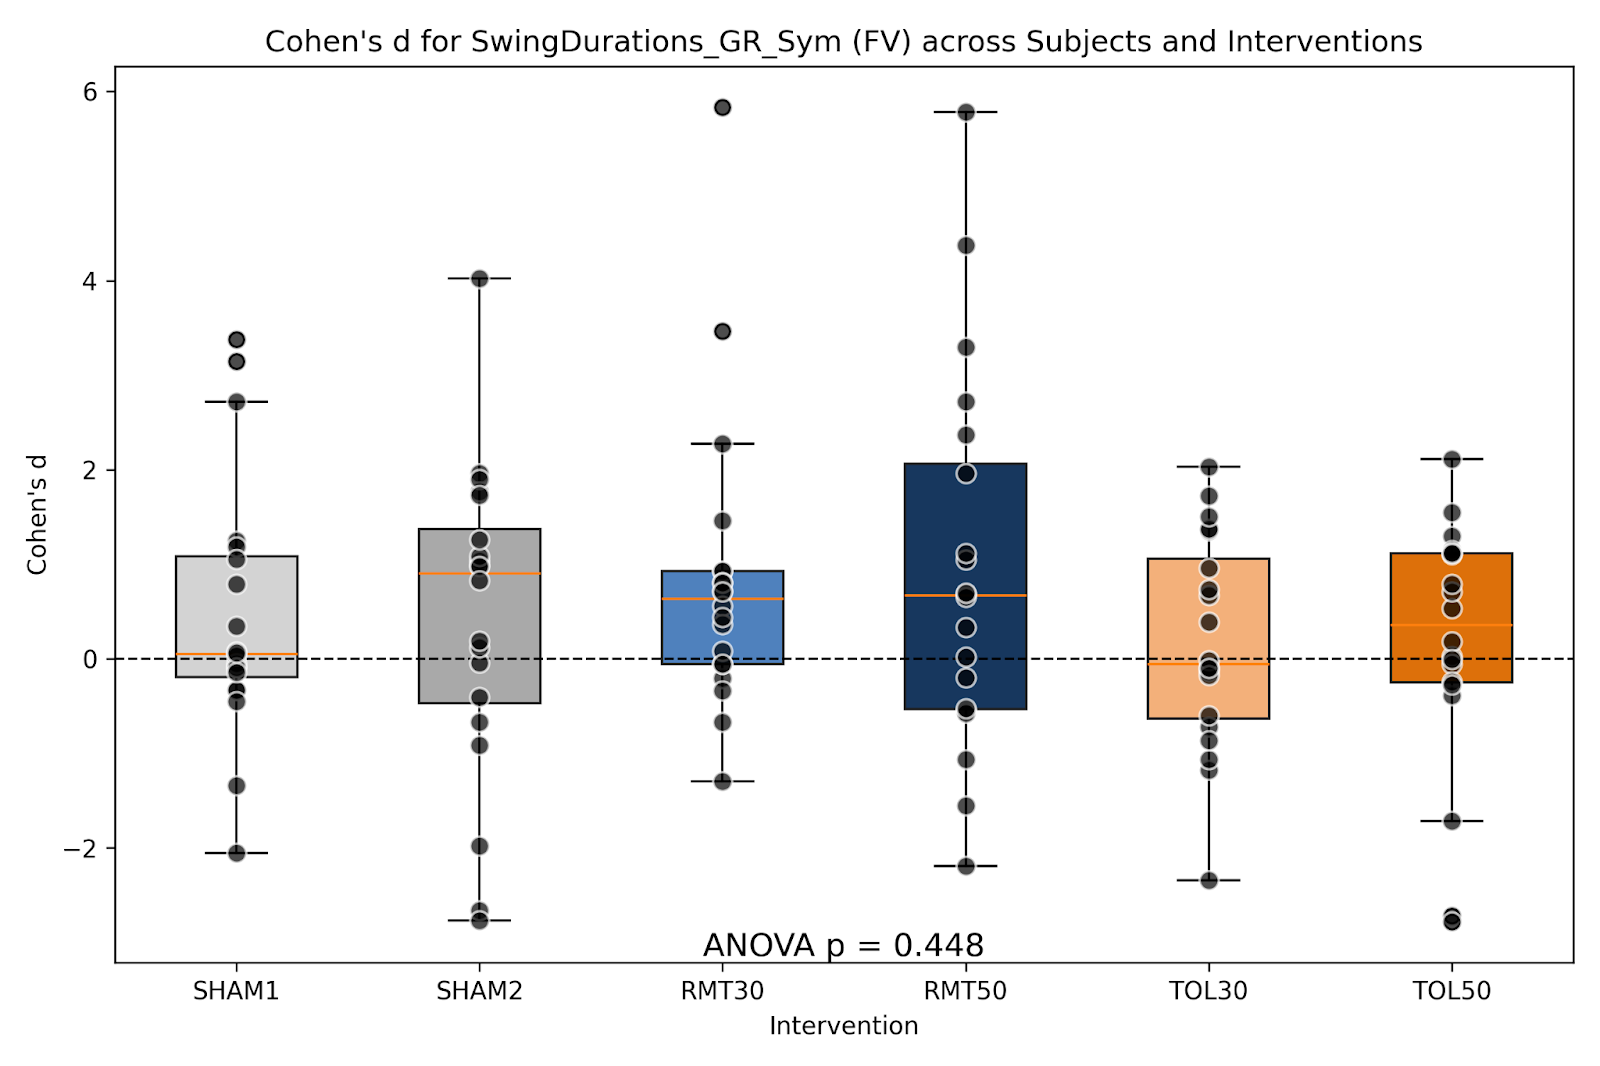 Cohen's d for SwingDurations_GR_Sym (FV) across Subjects and Interventions
Cohen's d
6
4
2
0
−2
ANOVA p = 0.448
SHAM1 SHAM2 RMT30 RMT50 TOL30 TOL50
Intervention